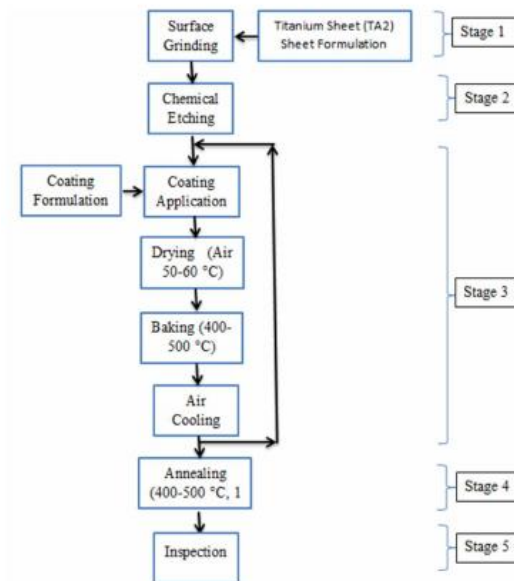 Surface
Grinding
Titanium Sheet (TA2)
Sheet Formulation
Stage 1
Chemical
Etching
Stage 2
Coating
Formulation
Coating
Application
Drying (Air
50-60 °C)
Baking (400-
500 °C)
Air
Cooling
Stage 3
Annealing
(400-500 °C, 1
Stage 4
Inspection
Stage 5